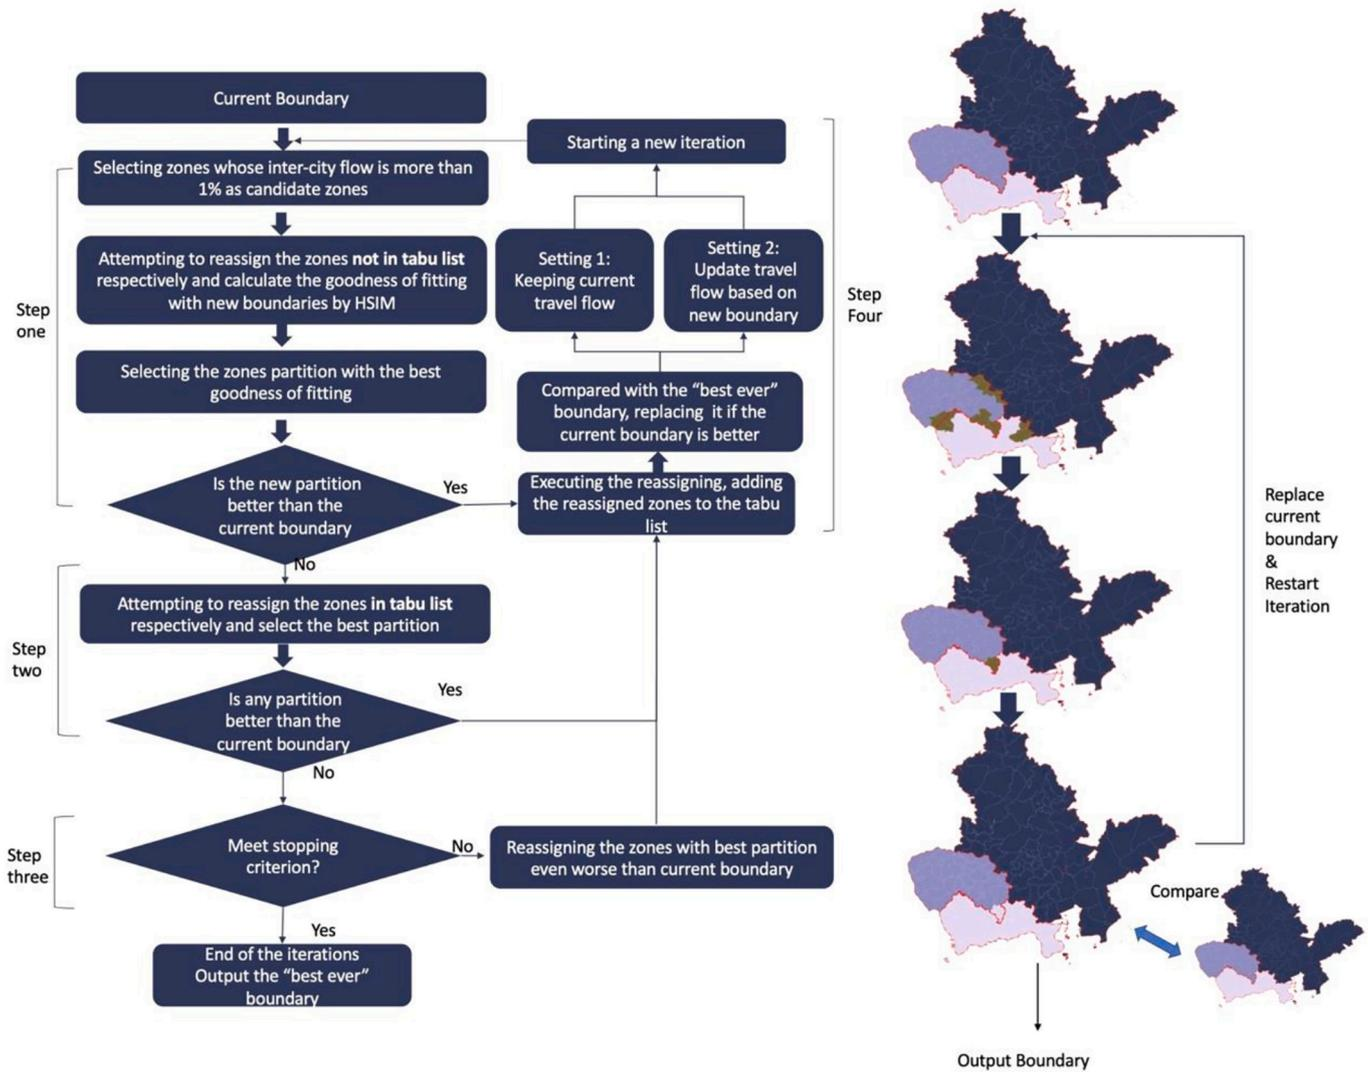 Current Boundary
Selecting zones whose inter-city flow is more than
1% as candidate zones
Attempting to reassign the zones not in tabu list
respectively and calculate the goodness of fitting
with new boundaries by HSIM
Step
one
Selecting the zones partition with the best
goodness of fitting
Is the new partition
better than the
current boundary
Yes
No
Attempting to reassign the zones in tabu list
respectively and select the best partition
Step
two
Is any partition
better than the
current boundary
Yes
No
Step
three
Meet stopping
criterion?
No
Reassigning the zones with best partition
even worse than current boundary
Yes
End of the iterations
Output the “best ever”
boundary
Starting a new iteration
Setting 1:
Keeping current
travel flow
Setting 2:
Update travel
flow based on
new boundary
Step
Four
Compared with the “best ever”
boundary, replacing it if the
current boundary is better
Executing the reassigning, adding
the reassigned zones to the tabu
list
Replace
current
boundary
&
Restart
Iteration
Compare
Output Boundary